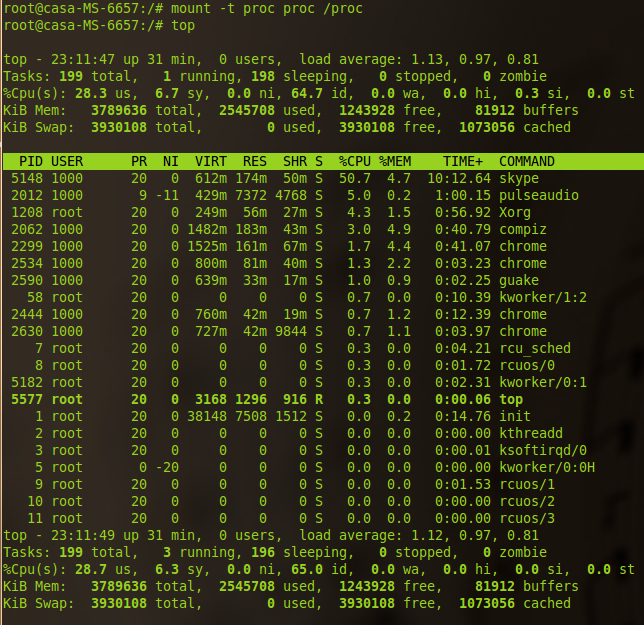 root@casa-MS-6657:/# mount -t proc proc /proc
root@casa-MS-6657:/# top
top - 23:11:47 up 31 min,  0 users,  load average: 1.13, 0.97, 0.81
Tasks: 199 total,   1 running, 198 sleeping,   0 stopped,   0 zombie
%Cpu(s): 28.3 us,  6.7 sy,  0.0 ni, 64.7 id,  0.0 wa,  0.0 hi,  0.3 si,  0.0 st
KiB Mem:   3789636 total,  2545708 used,  1243928 free,    81912 buffers
KiB Swap:  3930108 total,        0 used,  3930108 free,  1073056 cached
  PID USER      PR  NI  VIRT  RES  SHR S  %CPU %MEM    TIME+  COMMAND
 5148 1000      20   0  612m 174m  50m S  50.7  4.7  10:12.64 skype
 2012 1000       9 -11  429m 7372 4768 S   5.0  0.2   1:00.15 pulseaudio
 1208 root      20   0  249m  56m  27m S   4.3  1.5   0:56.92 Xorg
 2062 1000      20   0 1482m 183m  43m S   3.0  4.9   0:40.79 compiz
 2299 1000      20   0 1525m 161m  67m S   1.7  4.4   0:41.07 chrome
 2534 1000      20   0  800m  81m  40m S   1.3  2.2   0:03.23 chrome
 2590 1000      20   0  639m  33m  17m S   1.0  0.9   0:02.25 guake
   58 root      20   0     0    0    0 S   0.7  0.0   0:10.39 kworker/1:2
 2444 1000      20   0  760m  42m  19m S   0.7  1.2   0:12.39 chrome
 2630 1000      20   0  727m  42m 9844 S   0.7  1.1   0:03.97 chrome
    7 root      20   0     0    0    0 S   0.3  0.0   0:04.21 rcu_sched
    8 root      20   0     0    0    0 S   0.3  0.0   0:01.72 rcuos/0
 5182 root      20   0     0    0    0 S   0.3  0.0   0:02.31 kworker/0:1
 5577 root      20   0  3168 1296  916 R   0.3  0.0   0:00.06 top
    1 root      20   0 38148 7508 1512 S   0.0  0.2   0:14.76 init
    2 root      20   0     0    0    0 S   0.0  0.0   0:00.00 kthreadd
    3 root      20   0     0    0    0 S   0.0  0.0   0:00.01 ksoftirqd/0
    5 root       0 -20     0    0    0 S   0.0  0.0   0:00.00 kworker/0:0H
    9 root      20   0     0    0    0 S   0.0  0.0   0:01.53 rcuos/1
   10 root      20   0     0    0    0 S   0.0  0.0   0:00.00 rcuos/2
   11 root      20   0     0    0    0 S   0.0  0.0   0:00.00 rcuos/3
top - 23:11:49 up 31 min,  0 users,  load average: 1.12, 0.97, 0.81
Tasks: 199 total,   3 running, 196 sleeping,   0 stopped,   0 zombie
%Cpu(s): 28.7 us,  6.3 sy,  0.0 ni, 65.0 id,  0.0 wa,  0.0 hi,  0.0 si,  0.0 st
KiB Mem:   3789636 total,  2545708 used,  1243928 free,    81912 buffers
KiB Swap:  3930108 total,        0 used,  3930108 free,  1073056 cached